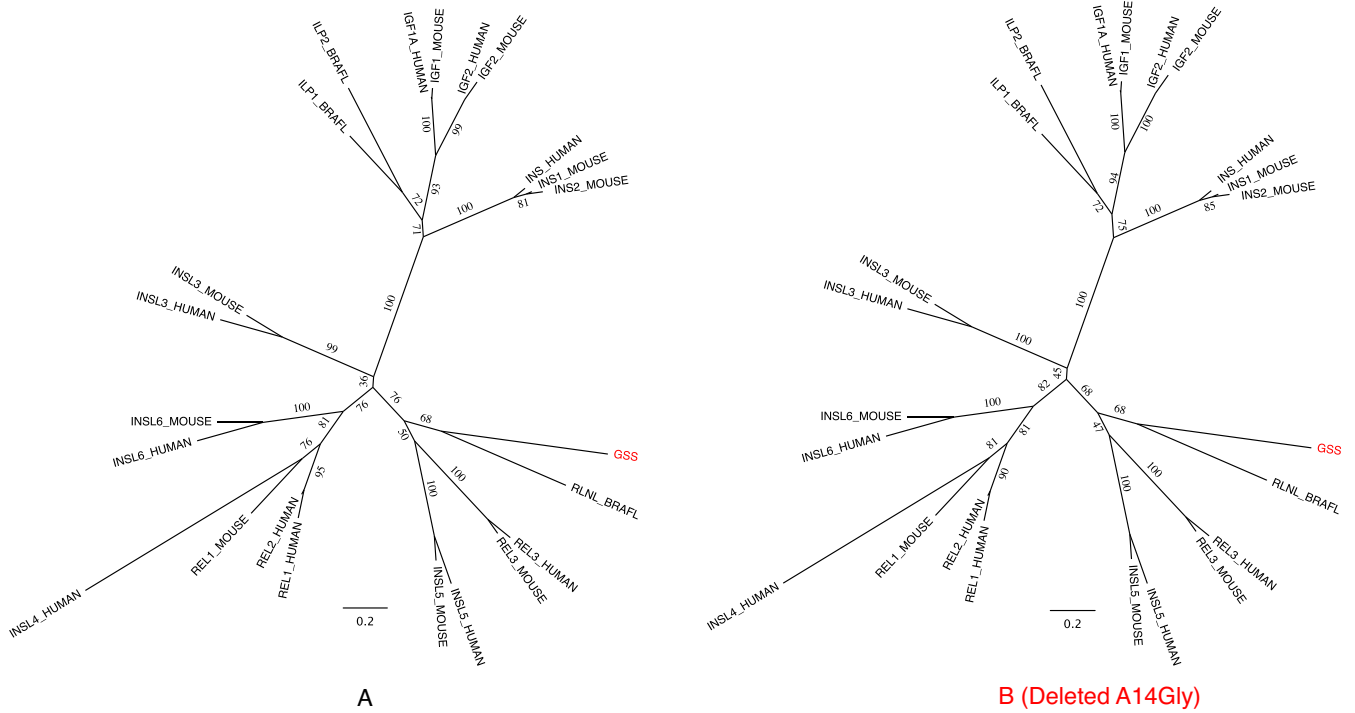 ILP2_BRAFL
ILP1_BRAFL
IGF1A_HUMAN
IGF1_MOUSE
IGF2_HUMAN
IGF2_MOUSE
100
99
93
72
71
100
INS_HUMAN
INS1_MOUSE
INS2_MOUSE
81
100
INSL3_MOUSE
INSL3_HUMAN
99
36
76
76
100
INSL6_MOUSE
INSL6_HUMAN
81
76
95
68
50
GSS
RLNL_BRAFL
100
100
REL3_HUMAN
REL3_MOUSE
INSL5_HUMAN
INSL5_MOUSE
REL1_MOUSE
REL2_HUMAN
REL1_HUMAN
INSL4_HUMAN
0.2
A
ILP2_BRAFL
ILP1_BRAFL
IGF1A_HUMAN
IGF1_MOUSE
IGF2_HUMAN
IGF2_MOUSE
100
100
94
72
75
100
INS_HUMAN
INS1_MOUSE
INS2_MOUSE
85
100
INSL3_MOUSE
INSL3_HUMAN
100
45
82
68
100
INSL6_MOUSE
INSL6_HUMAN
81
81
90
68
47
GSS
RLNL_BRAFL
100
100
REL3_HUMAN
REL3_MOUSE
INSL5_HUMAN
INSL5_MOUSE
REL1_MOUSE
REL2_HUMAN
REL1_HUMAN
INSL4_HUMAN
0.2
B (Deleted A14Gly)